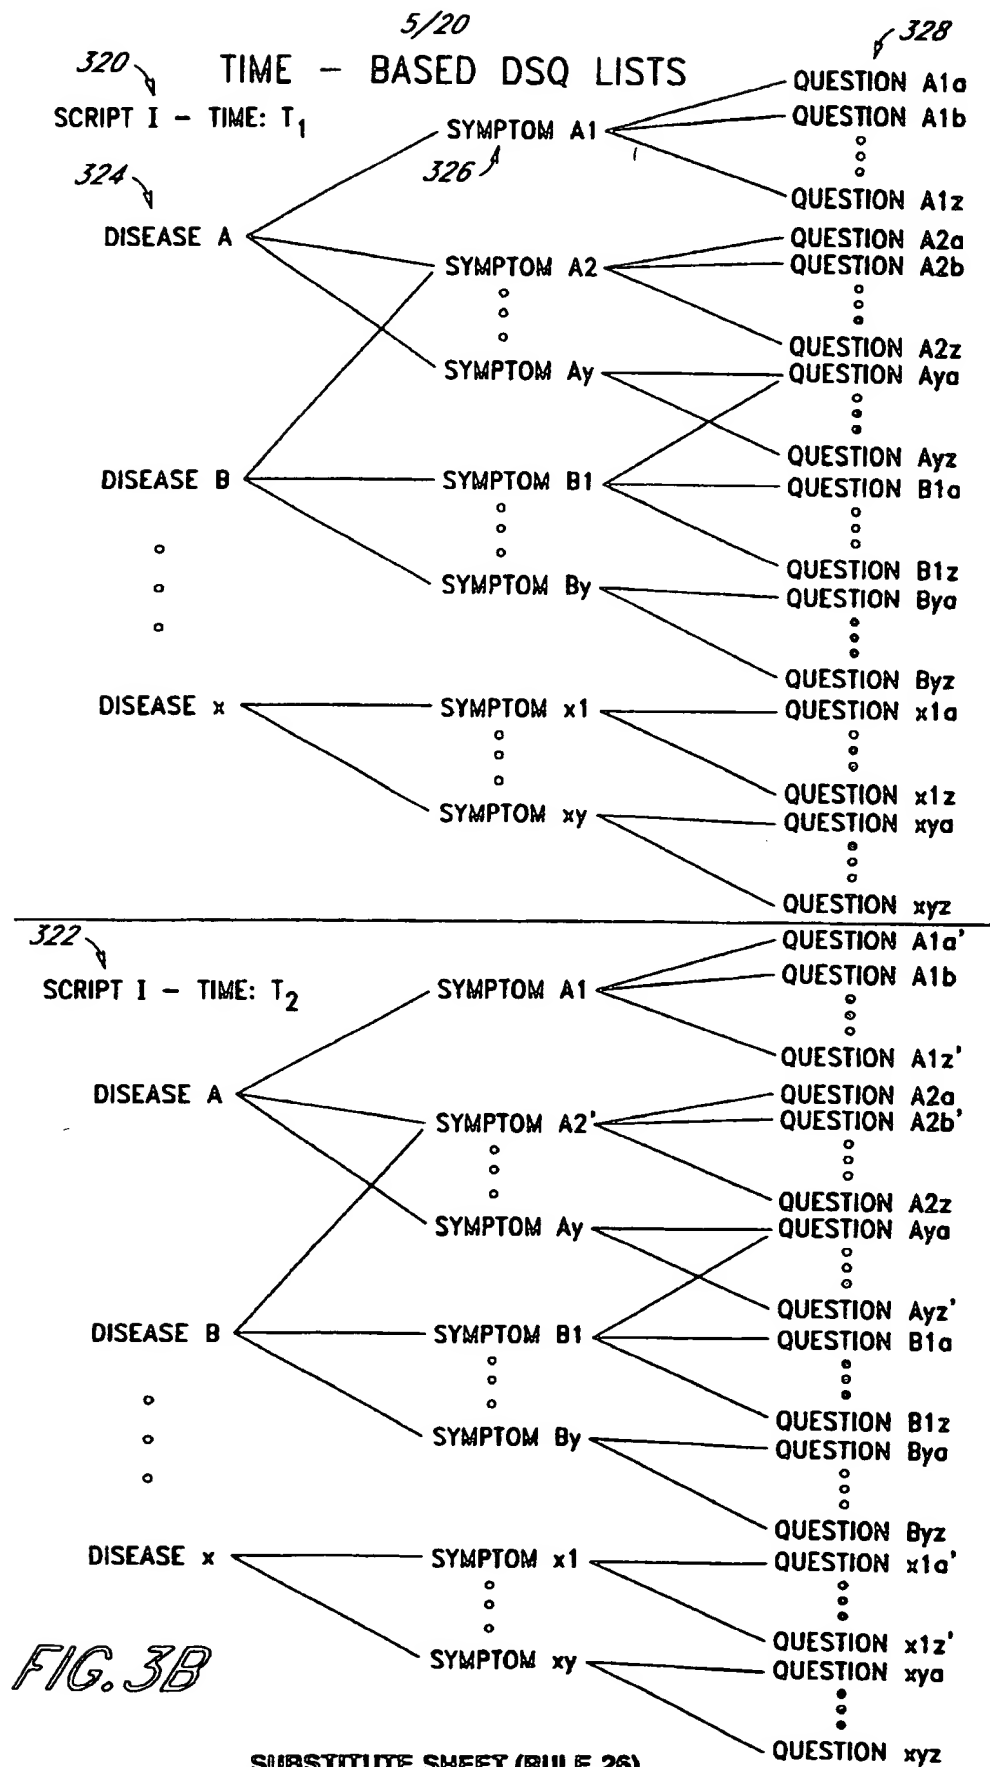 5/20
320
TIME - BASED DSQ LISTS
328
SCRIPT I - TIME: T1
QUESTION A1a
SYMPTOM A1
QUESTION A1b
326
324
QUESTION A1z
DISEASE A
QUESTION A2a
SYMPTOM A2
QUESTION A2b
QUESTION A2z
SYMPTOM Ay
QUESTION Aya
QUESTION Ayz
DISEASE B
SYMPTOM B1
QUESTION B1a
QUESTION B1z
SYMPTOM By
QUESTION Bya
QUESTION Byz
DISEASE x
SYMPTOM x1
QUESTION x1a
QUESTION x1z
SYMPTOM xy
QUESTION xya
QUESTION xyz
322
QUESTION A1a'
SCRIPT I - TIME: T2
SYMPTOM A1
QUESTION A1b
QUESTION A1z'
DISEASE A
QUESTION A2a
SYMPTOM A2'
QUESTION A2b'
QUESTION A2z
SYMPTOM Ay
QUESTION Aya
QUESTION Ayz'
DISEASE B
SYMPTOM B1
QUESTION B1a
QUESTION B1z
SYMPTOM By
QUESTION Bya
QUESTION Byz
DISEASE x
SYMPTOM x1
QUESTION x1a'
QUESTION x1z'
SYMPTOM xy
QUESTION xya
FIG. 3B
QUESTION xyz
SUBSTITUTE SHEET (RULE 26)